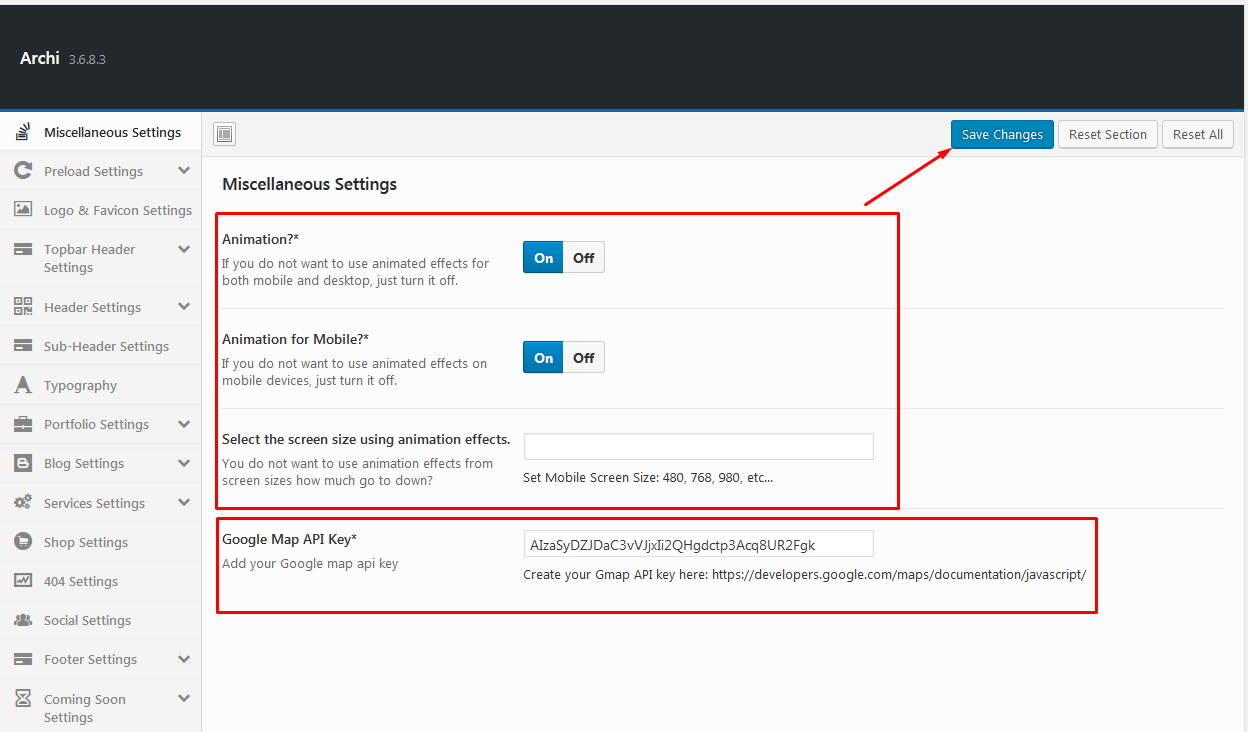 Archi 3.6.8.3
Miscellaneous Settings
Preload Settings
Logo & Favicon Settings
Topbar Header
Settings
Header Settings
Sub-Header Settings
Typography
Portfolio Settings
Blog Settings
Services Settings
Shop Settings
404 Settings
Social Settings
Footer Settings
Coming Soon
Settings
Save Changes Reset Section Reset All
Miscellaneous Settings
Animation?*
If you do not want to use animated effects for
both mobile and desktop, just turn it off.
On Off
Animation for Mobile?*
If you do not want to use animated effects on
mobile devices, just turn it off.
On Off
Select the screen size using animation effects.
You do not want to use animation effects from
screen sizes how much go to down?
Set Mobile Screen Size: 480, 768, 980, etc...
Google Map API Key*
Add your Google map api key
AIzaSyDZJDaC3vVJjxIi2QHgdctp3Acq8UR2Fgk
Create your Gmap API key here: https://developers.google.com/maps/documentation/javascript/